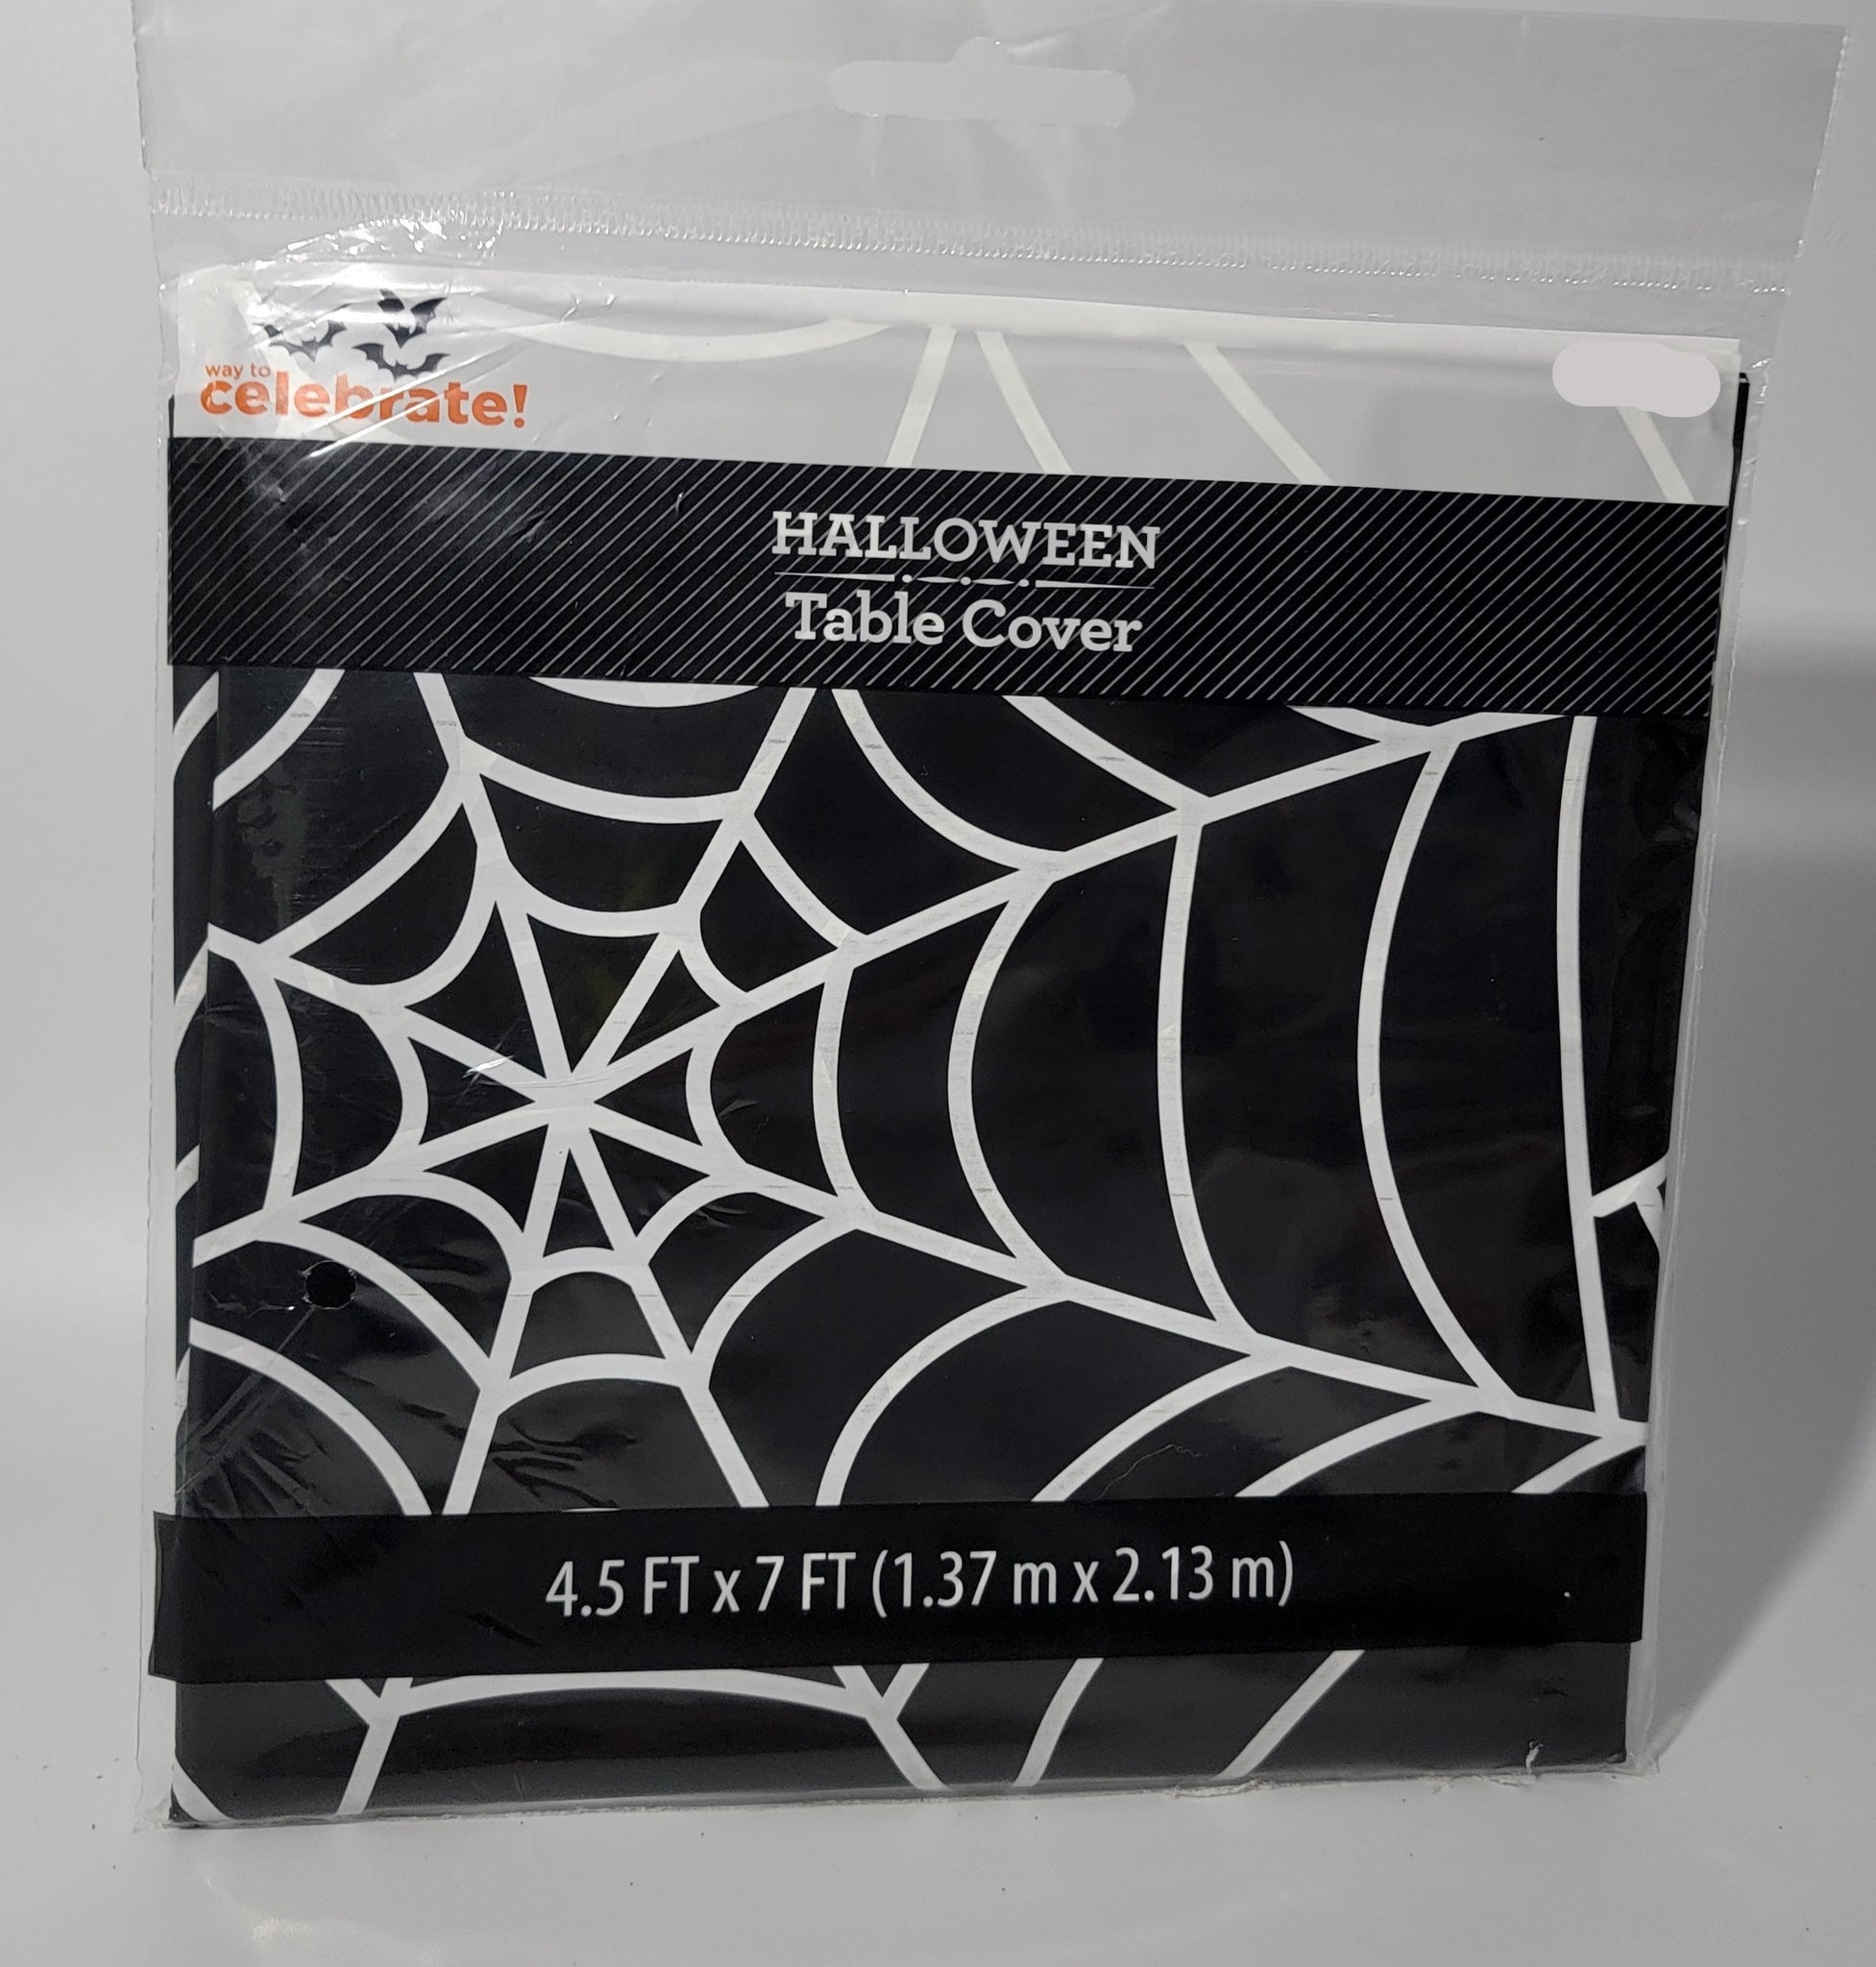 way to
celebrate!
HALLOWEEN
Table Cover
4.5 FT x 7 FT (1.37 m x 2.13 m)